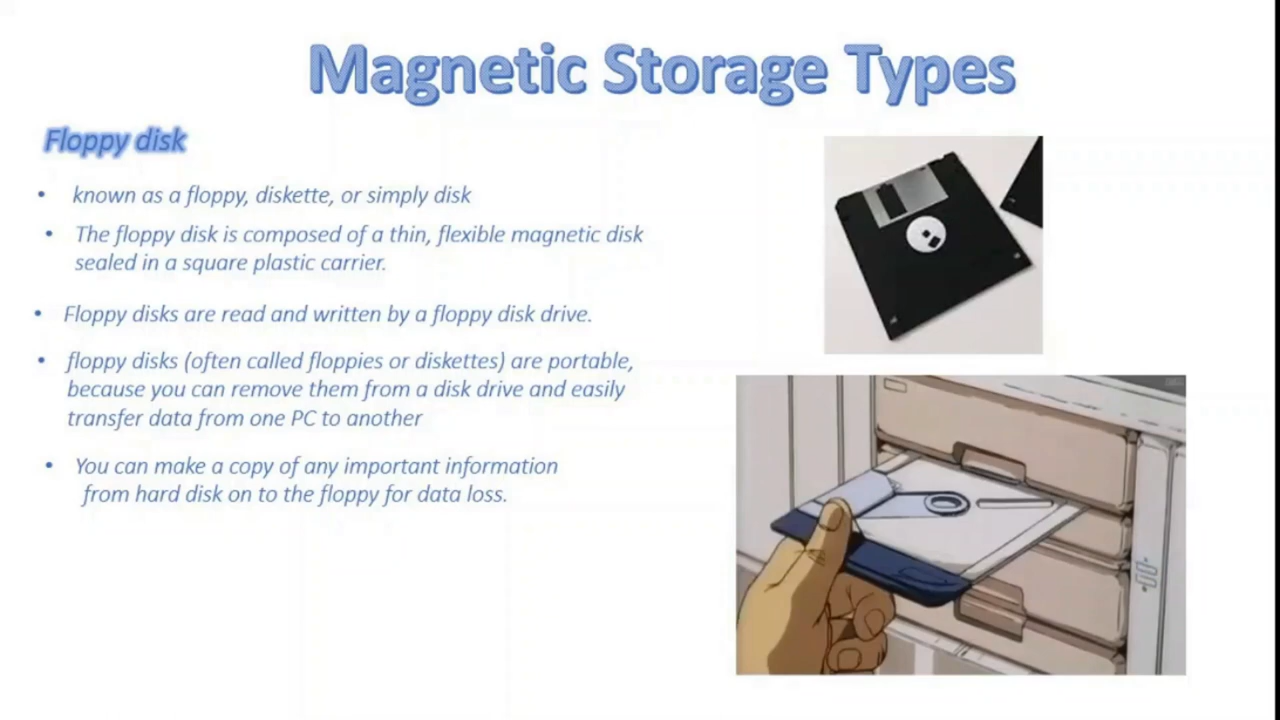 Magnetic Storage Types
Floppy disk
• known as a floppy, diskette, or simply disk
• The floppy disk is composed of a thin, flexible magnetic disk
sealed in a square plastic carrier.
• Floppy disks are read and written by a floppy disk drive.
• floppy disks (often called floppies or diskettes) are portable,
because you can remove them from a disk drive and easily
transfer data from one PC to another
• You can make a copy of any important information
from hard disk on to the floppy for data loss.